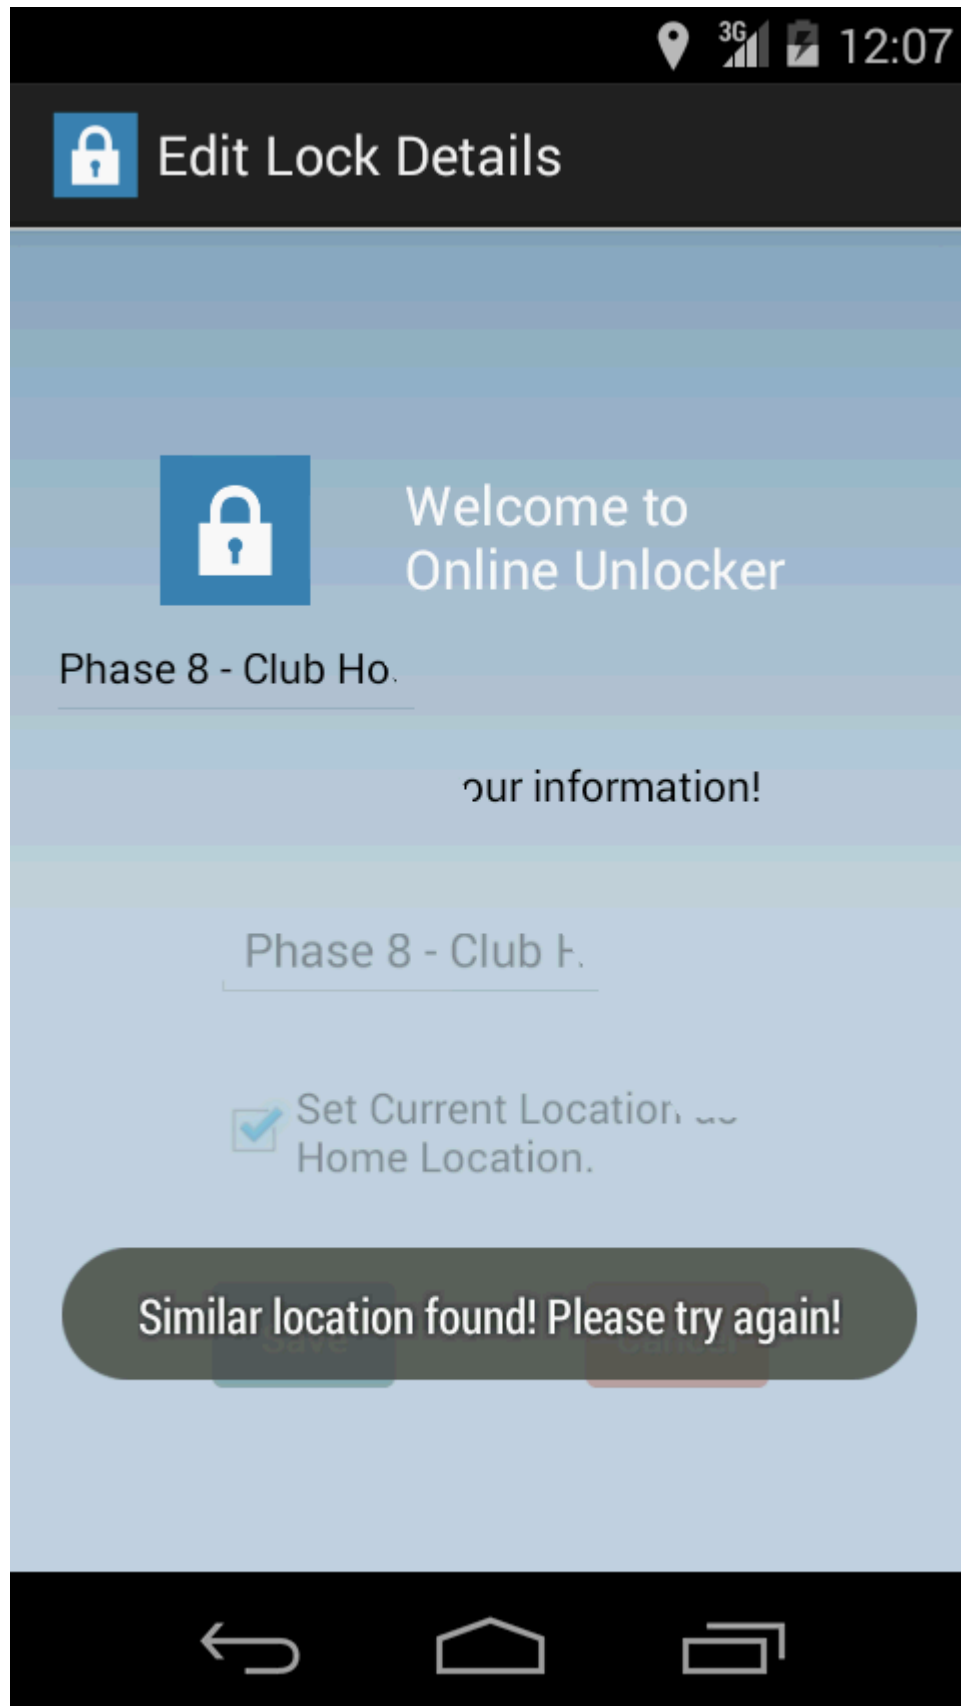 3G 12:07
Edit Lock Details
Welcome to
Online Unlocker
Phase 8 - Club
our information!
Phase 8 - Club
Set Current Location
Home Location.
Similar location found! Please try again!